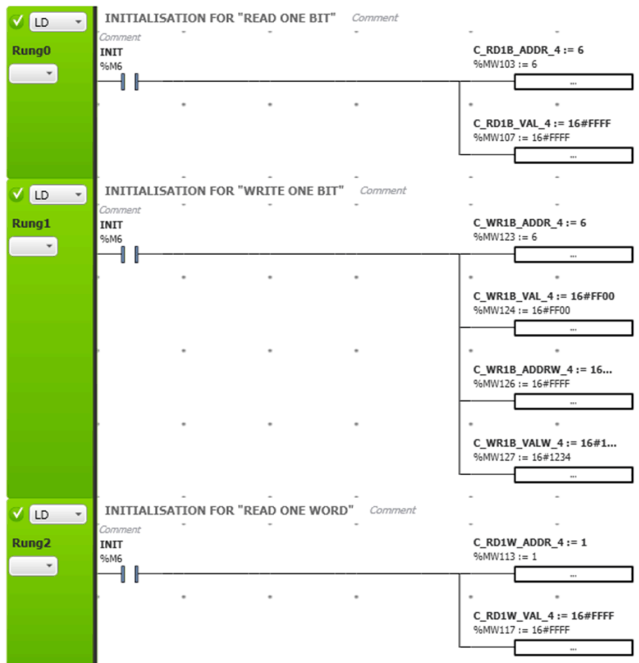 LD
INITIALISATION FOR "READ ONE BIT" Comment
Comment
Rung0
INIT
%M6
C_RD1B_ADDR_4 := 6
%MW103 := 6
...
C_RD1B_VAL_4 := 16#FFFF
%MW107 := 16#FFFF
...
LD
INITIALISATION FOR "WRITE ONE BIT" Comment
Comment
Rung1
INIT
%M6
C_WR1B_ADDR_4 := 6
%MW123 := 6
...
C_WR1B_VAL_4 := 16#FF00
%MW124 := 16#FF00
...
C_WR1B_ADDRW_4 := 16...
%MW126 := 16#FFFF
...
C_WR1B_VALW_4 := 16#1...
%MW127 := 16#1234
...
LD
INITIALISATION FOR "READ ONE WORD" Comment
Comment
Rung2
INIT
%M6
C_RD1W_ADDR_4 := 1
%MW113 := 1
...
C_RD1W_VAL_4 := 16#FFFF
%MW117 := 16#FFFF
...